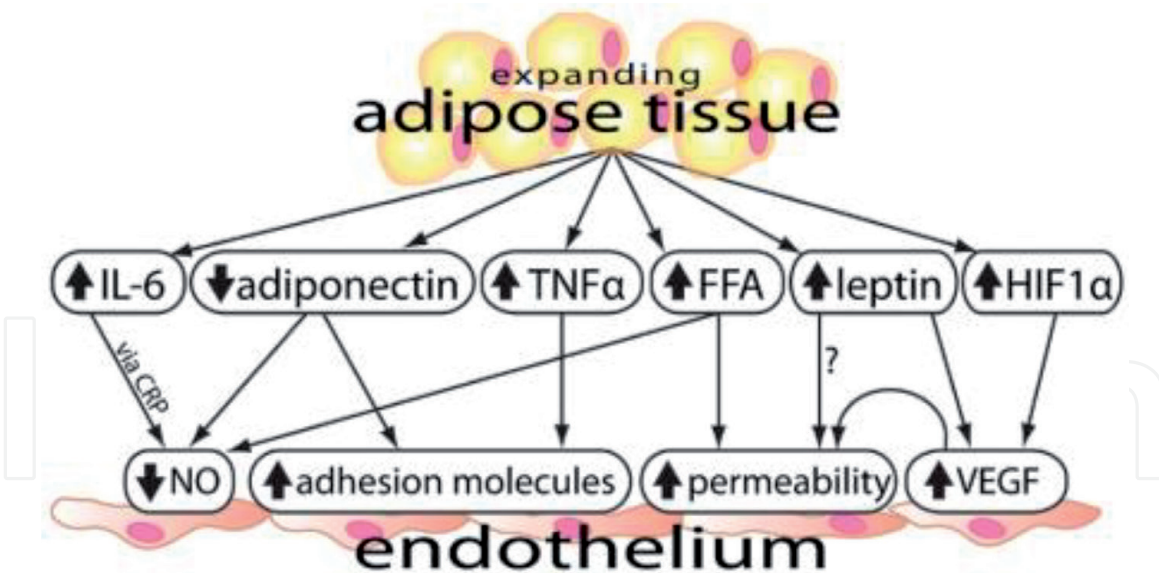 expanding
adipose tissue
⬆IL-6 ⬇adiponectin ⬆TNFα ⬆FFA ⬆leptin ⬆HIF1α
via CRP
?
⬇NO ⬆adhesion molecules ⬆permeability ⬆VEGF
endothelium